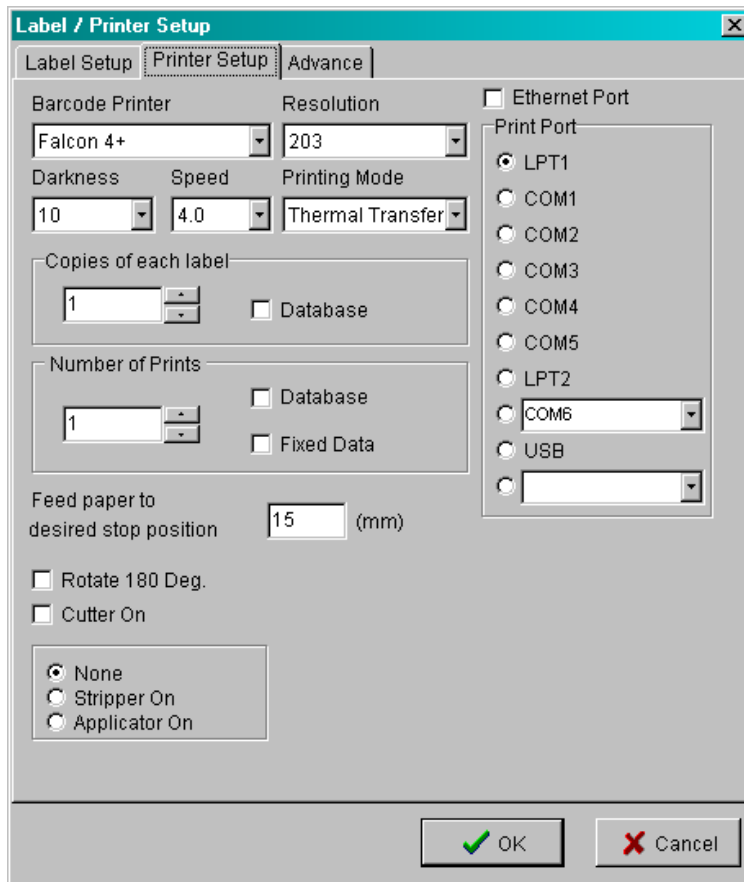 Label / Printer Setup
Label Setup
Printer Setup
Advance
Barcode Printer
Resolution
Falcon 4+
203
Darkness
Speed
Printing Mode
10
4.0
Thermal Transfer
Copies of each label
1
Database
Number of Prints
1
Database
Fixed Data
Feed paper to
desired stop position
15
(mm)
Rotate 180 Deg.
Cutter On
None
Stripper On
Applicator On
Ethernet Port
Print Port
LPT1
COM1
COM2
COM3
COM4
COM5
LPT2
COM6
USB
OK
Cancel